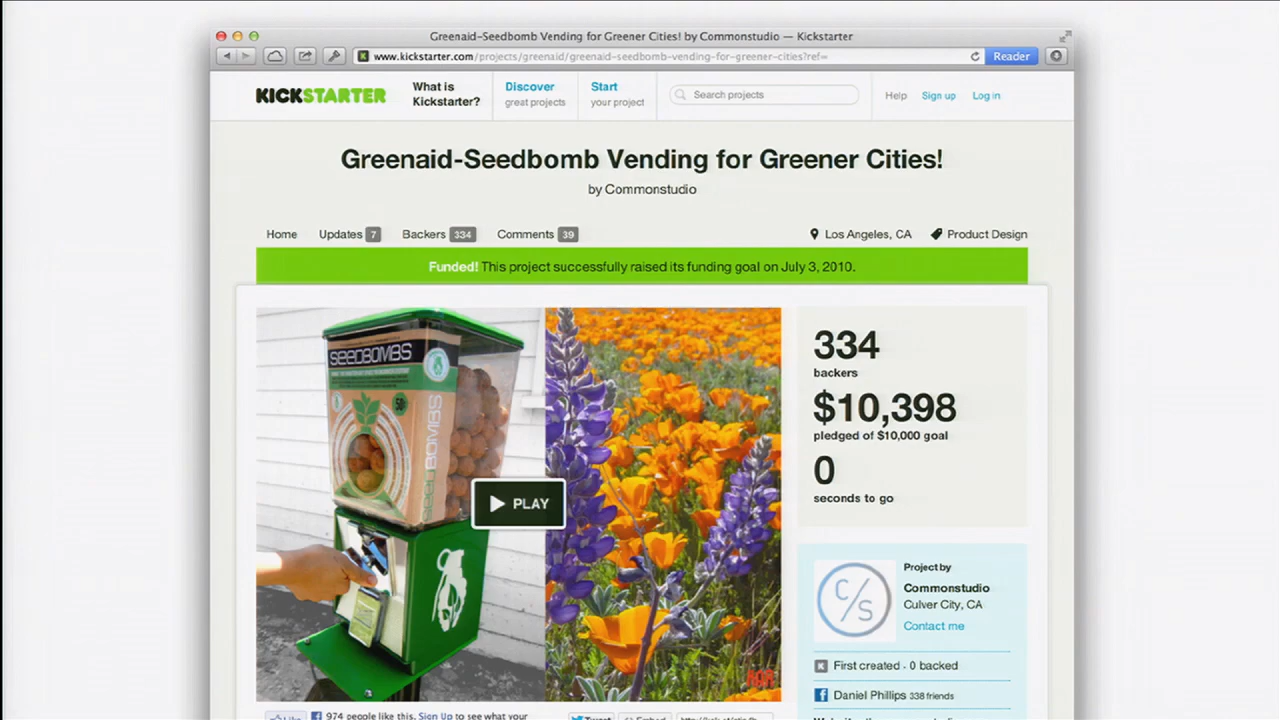 Greenaid-Seedbomb Vending for Greener Cities! by Commonstudio — Kickstarter
www.kickstarter.com/projects/greenaid/greenaid-seedbomb-vending-for-greener-cities?ref=
Reader
KICKSTARTER
What is
Kickstarter?
Discover
great projects
Start
your project
Search projects
Help Sign up Log in
Greenaid-Seedbomb Vending for Greener Cities!
by Commonstudio
Home Updates 7 Backers 334 Comments 39
Los Angeles, CA Product Design
Funded! This project successfully raised its funding goal on July 3, 2010.
SEEDBOMBS
50¢
SEEDBOMBS
PLAY
334
backers
$10,398
pledged of $10,000 goal
0
seconds to go
C/S
Project by
Commonstudio
Culver City, CA
Contact me
First created · 0 backed
Daniel Phillips 338 friends
Like 974 people like this. Sign Up to see what your
Tweet Embed